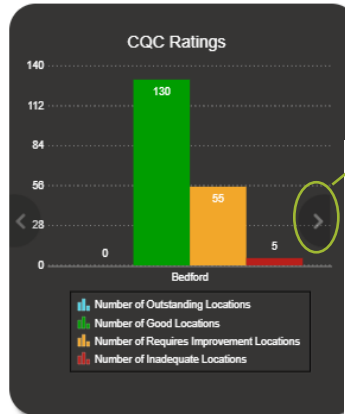 CQC Ratings
140
112
84
56
28
0
0
130
55
5
Bedford
Number of Outstanding Locations
Number of Good Locations
Number of Requires Improvement Locations
Number of Inadequate Locations